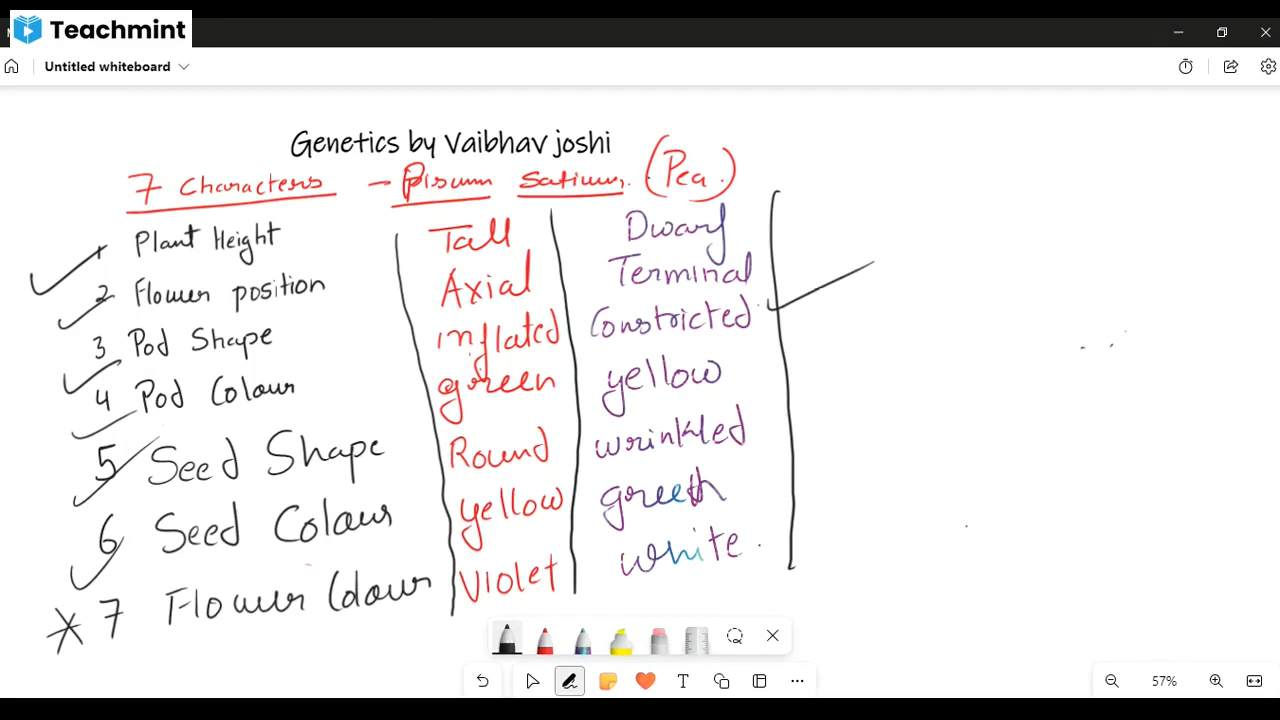 Teachmint
Untitled whiteboard
Genetics by Vaibhav joshi
7 Characters - Pisum Sativum. (Pea.)
1 Plant Height Tall Dwarf
2 Flower position Axial Terminal
3 Pod Shape inflated Constricted
4 Pod Colour green yellow
5 Seed Shape Round wrinkled
6 Seed Colour yellow green
* 7 Flower Colour Violet white
57%